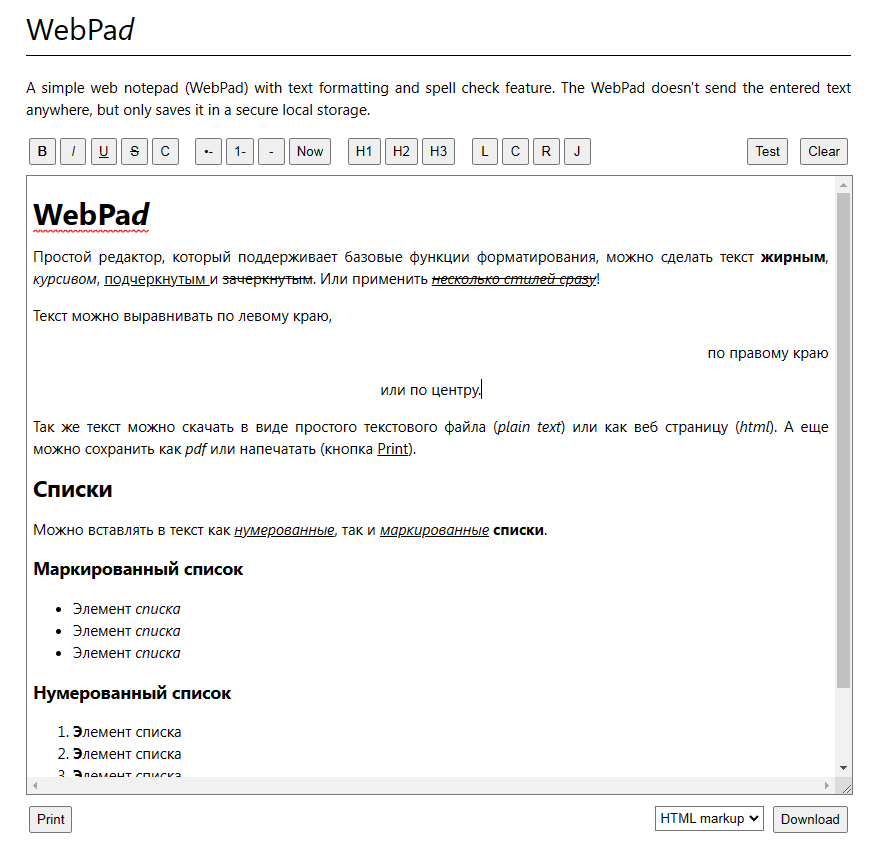 WebPad
A simple web notepad (WebPad) with text formatting and spell check feature. The WebPad doesn't send the entered text
anywhere, but only saves it in a secure local storage.
B I U S C •- 1- - Now H1 H2 H3 L C R J Test Clear
WebPad
Простой редактор, который поддерживает базовые функции форматирования, можно сделать текст жирным,
курсивом, подчеркнутым и зачеркнутым. Или применить несколько стилей сразу!
Текст можно выравнивать по левому краю,
по правому краю
или по центру.
Так же текст можно скачать в виде простого текстового файла (plain text) или как веб страницу (html). А еще
можно сохранить как pdf или напечатать (кнопка Print).
Списки
Можно вставлять в текст как нумерованные, так и маркированные списки.
Маркированный список
• Элемент списка
• Элемент списка
• Элемент списка
Нумерованный список
1. Элемент списка
2. Элемент списка
3. Элемент списка
Print HTML markup Download